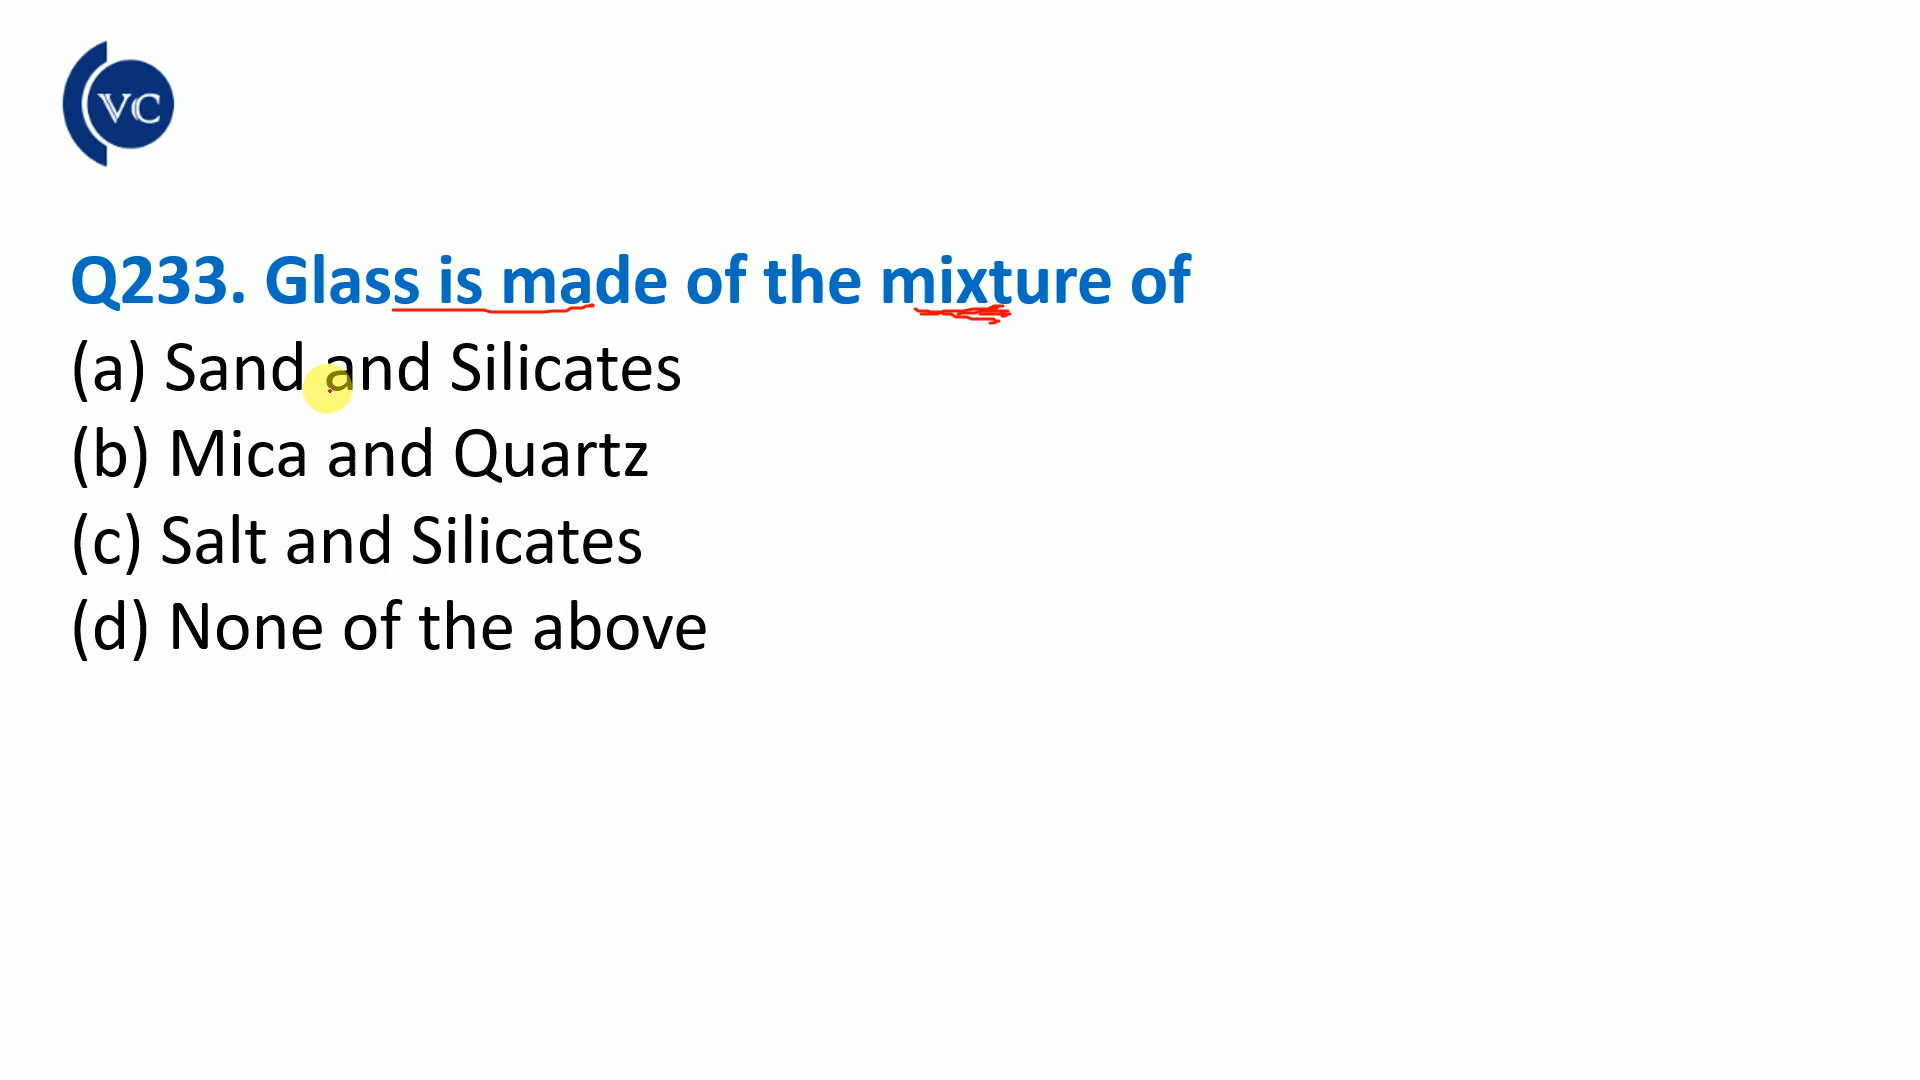 VC
Q233. Glass is made of the mixture of
(a) Sand and Silicates
(b) Mica and Quartz
(c) Salt and Silicates
(d) None of the above